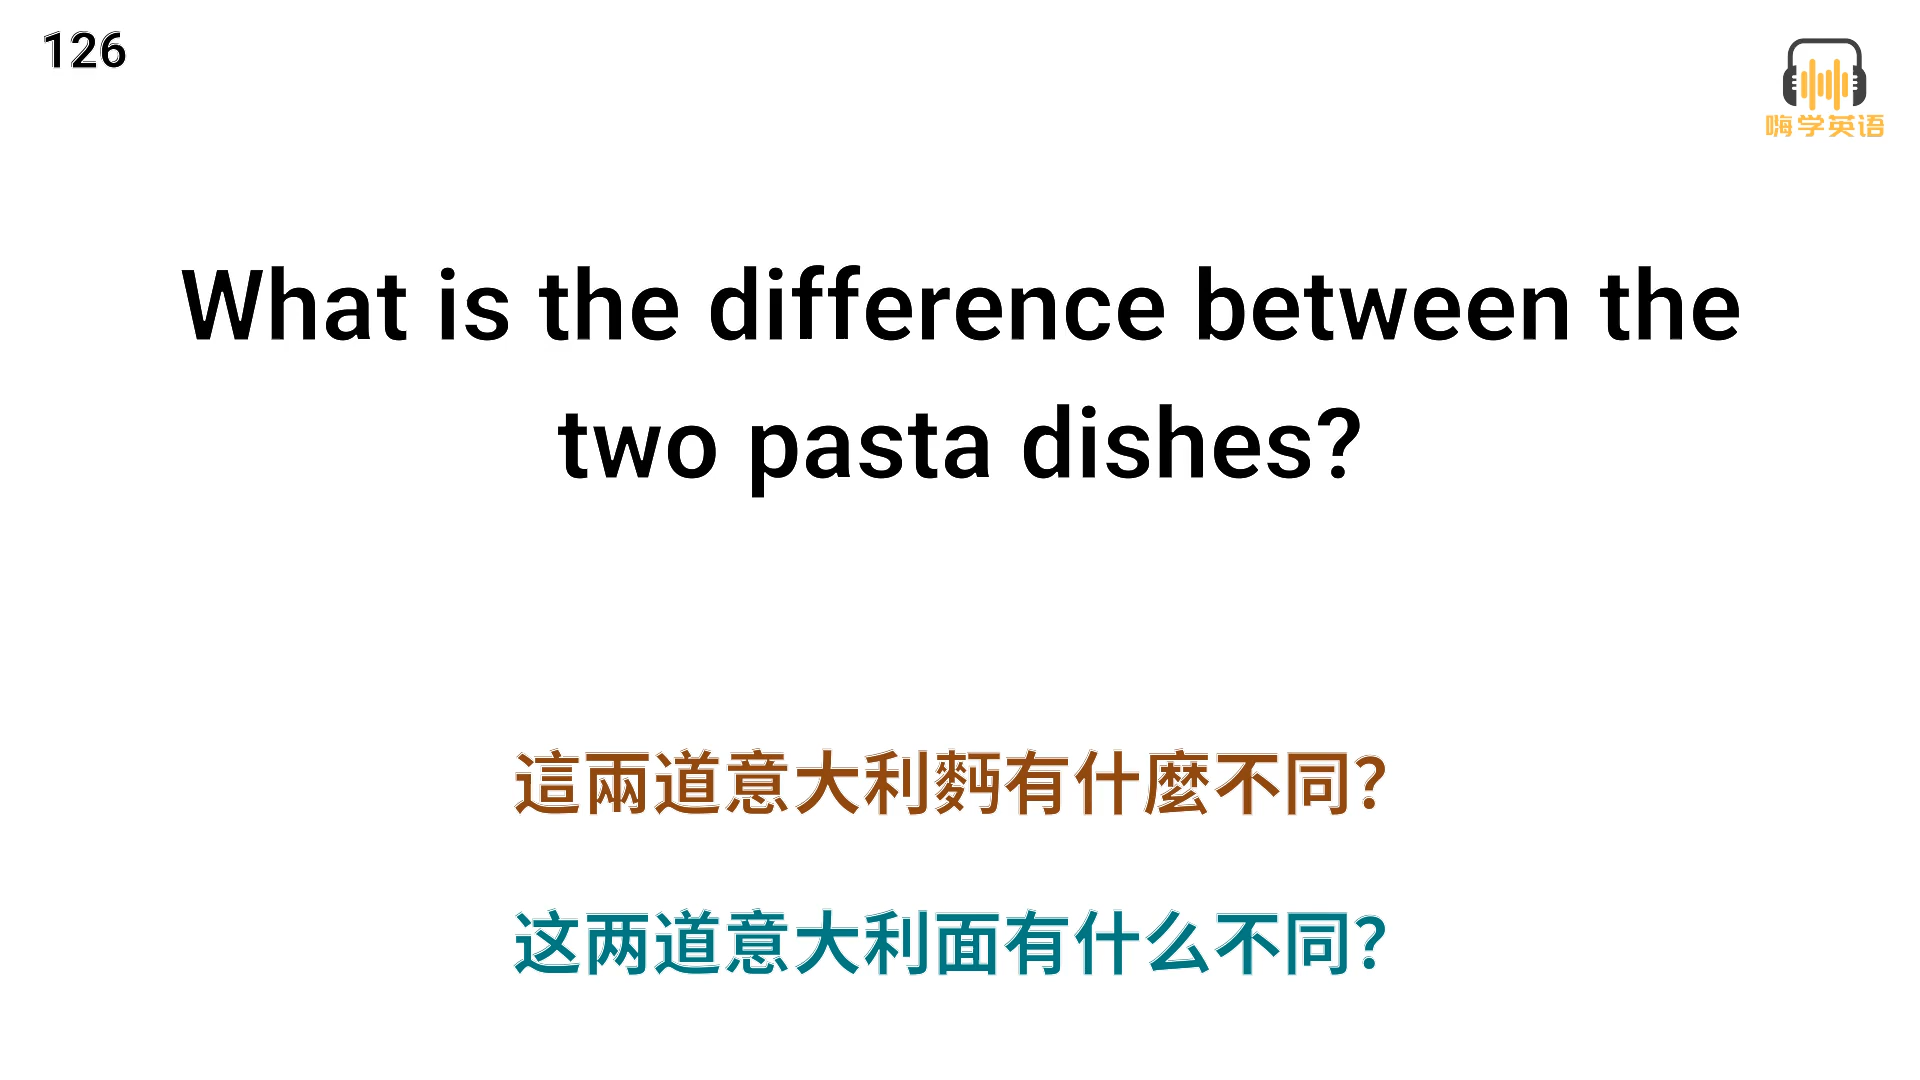 126
嗨学英语
What is the difference between the
two pasta dishes?
這兩道意大利麪有什麼不同?
这两道意大利面有什么不同?